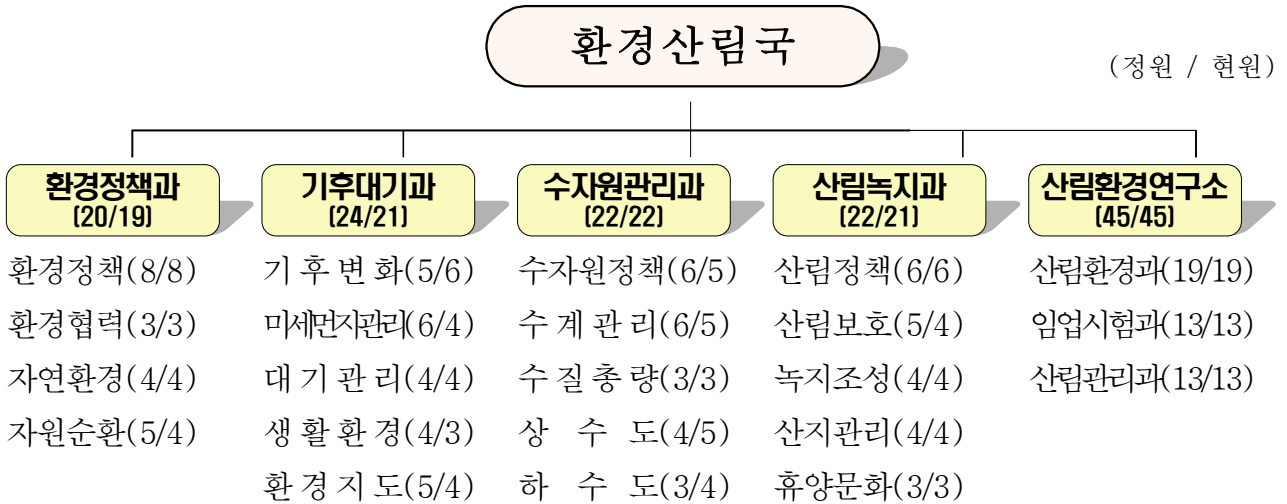 환경산림국
(정원 / 현원)
환경정책과
(20/19)
환경정책(8/8)
환경협력(3/3)
자연환경(4/4)
자원순환(5/4)
기후대기과
(24/21)
기 후 변 화(5/6)
미세먼지관리(6/4)
대 기 관 리(4/4)
생 활 환 경(4/3)
환 경 지 도(5/4)
수자원관리과
(22/22)
수자원정책(6/5)
수 계 관 리(6/5)
수 질 총 량(3/3)
상 수 도(4/5)
하 수 도(3/4)
산림녹지과
(22/21)
산림정책(6/6)
산림보호(5/4)
녹지조성(4/4)
산지관리(4/4)
휴양문화(3/3)
산림환경연구소
(45/45)
산림환경과(19/19)
임업시험과(13/13)
산림관리과(13/13)